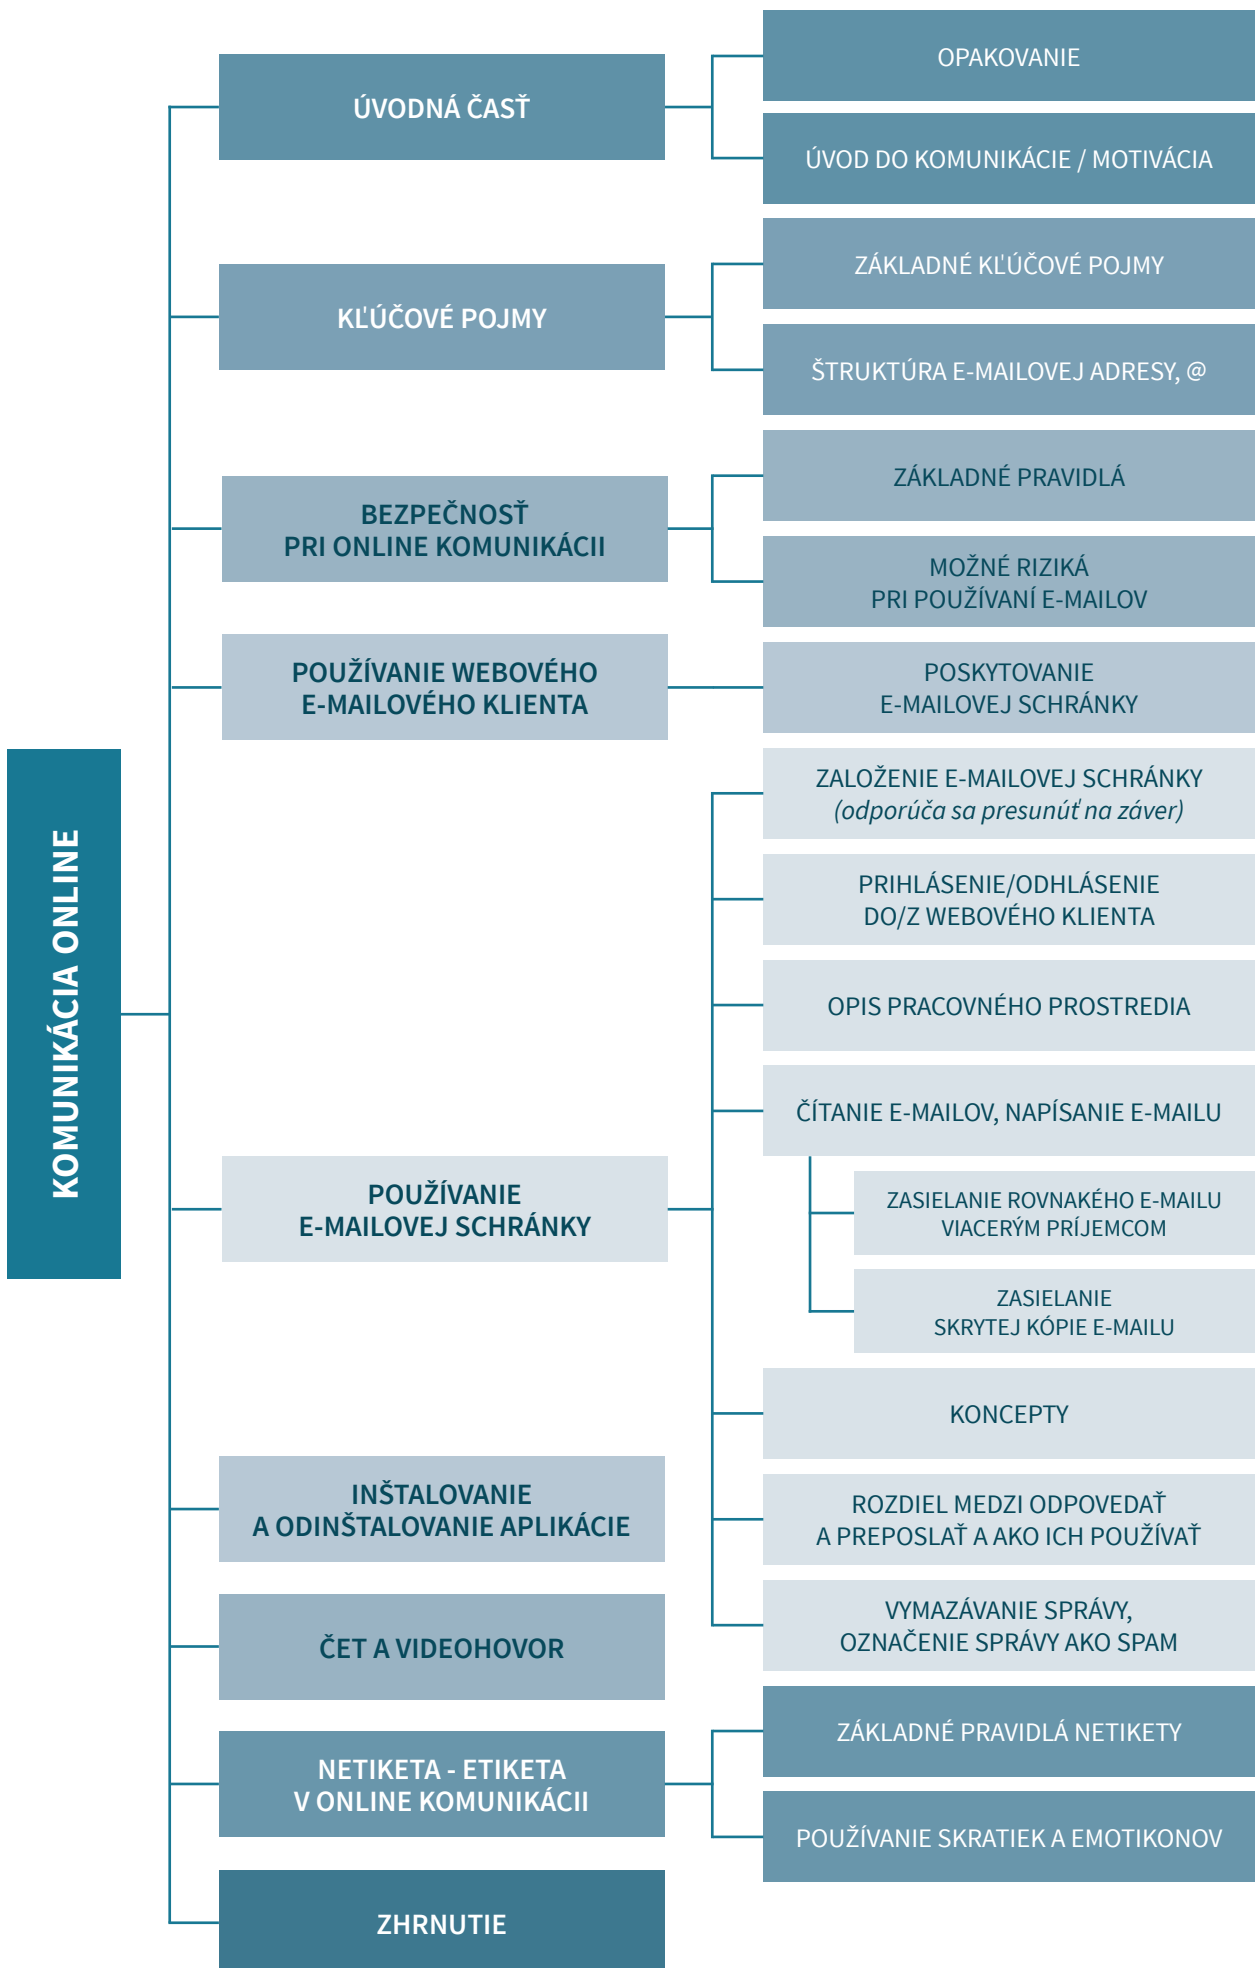 KOMUNIKÁCIA ONLINE
ÚVODNÁ ČASŤ
OPAKOVANIE
ÚVOD DO KOMUNIKÁCIE / MOTIVÁCIA
KĽÚČOVÉ POJMY
ZÁKLADNÉ KĽÚČOVÉ POJMY
ŠTRUKTÚRA E-MAILOVEJ ADRESY, @
BEZPEČNOSŤ
PRI ONLINE KOMUNIKÁCII
ZÁKLADNÉ PRAVIDLÁ
MOŽNÉ RIZIKÁ
PRI POUŽÍVANÍ E-MAILOV
POUŽÍVANIE WEBOVÉHO
E-MAILOVÉHO KLIENTA
POSKYTOVANIE
E-MAILOVEJ SCHRÁNKY
POUŽÍVANIE
E-MAILOVEJ SCHRÁNKY
ZALOŽENIE E-MAILOVEJ SCHRÁNKY
(odporúča sa presunúť na záver)
PRIHLÁSENIE/ODHLÁSENIE
DO/Z WEBOVÉHO KLIENTA
OPIS PRACOVNÉHO PROSTREDIA
ČÍTANIE E-MAILOV, NAPÍSANIE E-MAILU
ZASIELANIE ROVNAKÉHO E-MAILU
VIACERÝM PRÍJEMCOM
ZASIELANIE
SKRYTEJ KÓPIE E-MAILU
KONCEPTY
ROZDIEL MEDZI ODPOVEDAŤ
A PREPOSLAŤ A AKO ICH POUŽÍVAŤ
VYMAZÁVANIE SPRÁVY,
OZNAČENIE SPRÁVY AKO SPAM
INŠTALOVANIE
A ODINŠTALOVANIE APLIKÁCIE
ČET A VIDEOHOVOR
NETIKETA - ETIKETA
V ONLINE KOMUNIKÁCII
ZÁKLADNÉ PRAVIDLÁ NETIKETY
POUŽÍVANIE SKRATIEK A EMOTIKONOV
ZHRNUTIE